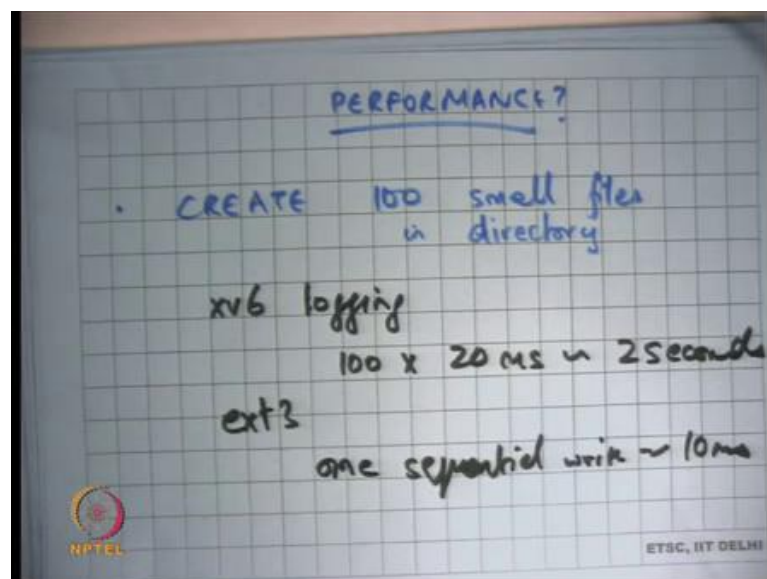 PERFORMANCE?
· CREATE 100 small files
in directory
xv6 logging
100 x 20 ms ~ 2 seconds
ext3
one sequential write ~ 10ms
NPTEL
ETSC, IIT DELHI